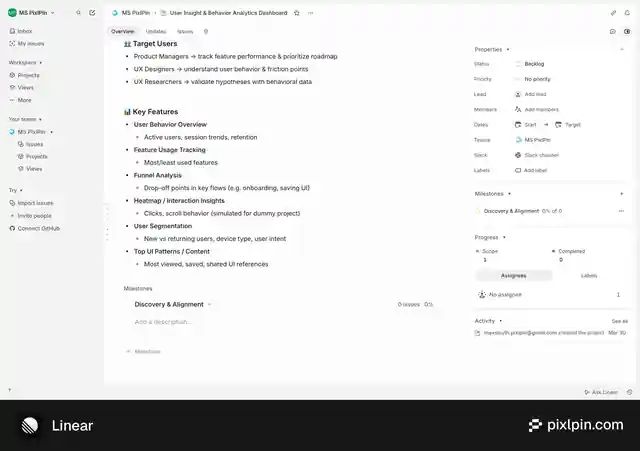 MS PixlPin
MS PixlPin › User Insight & Behavior Analytics Dashboard
Inbox
My issues
Workspace
Projects
Views
More
Your teams
MS PixlPin
Issues
Projects
Views
Try
Import issues
Invite people
Connect GitHub
Overview Updates Issues
Target Users
Product Managers → track feature performance & prioritize roadmap
UX Designers → understand user behavior & friction points
UX Researchers → validate hypotheses with behavioral data
Key Features
User Behavior Overview
Active users, session trends, retention
Feature Usage Tracking
Most/least used features
Funnel Analysis
Drop-off points in key flows (e.g. onboarding, saving UI)
Heatmap / Interaction Insights
Clicks, scroll behavior (simulated for dummy project)
User Segmentation
New vs returning users, device type, user intent
Top UI Patterns / Content
Most viewed, saved, shared UI references
Milestones
Discovery & Alignment 0 issues 0%
Add a description...
+ Milestone
Properties
Status Backlog
Priority No priority
Lead Add lead
Members Add members
Dates Start → Target
Teams MS PixlPin
Slack Slack channel
Labels Add label
Milestones +
Discovery & Alignment 0% of 0
Progress
Scope Completed
1 0
Assignees Labels
No assignee 1
Activity See all
created the project Mar 30
Ask Linear
Linear
pixlpin.com